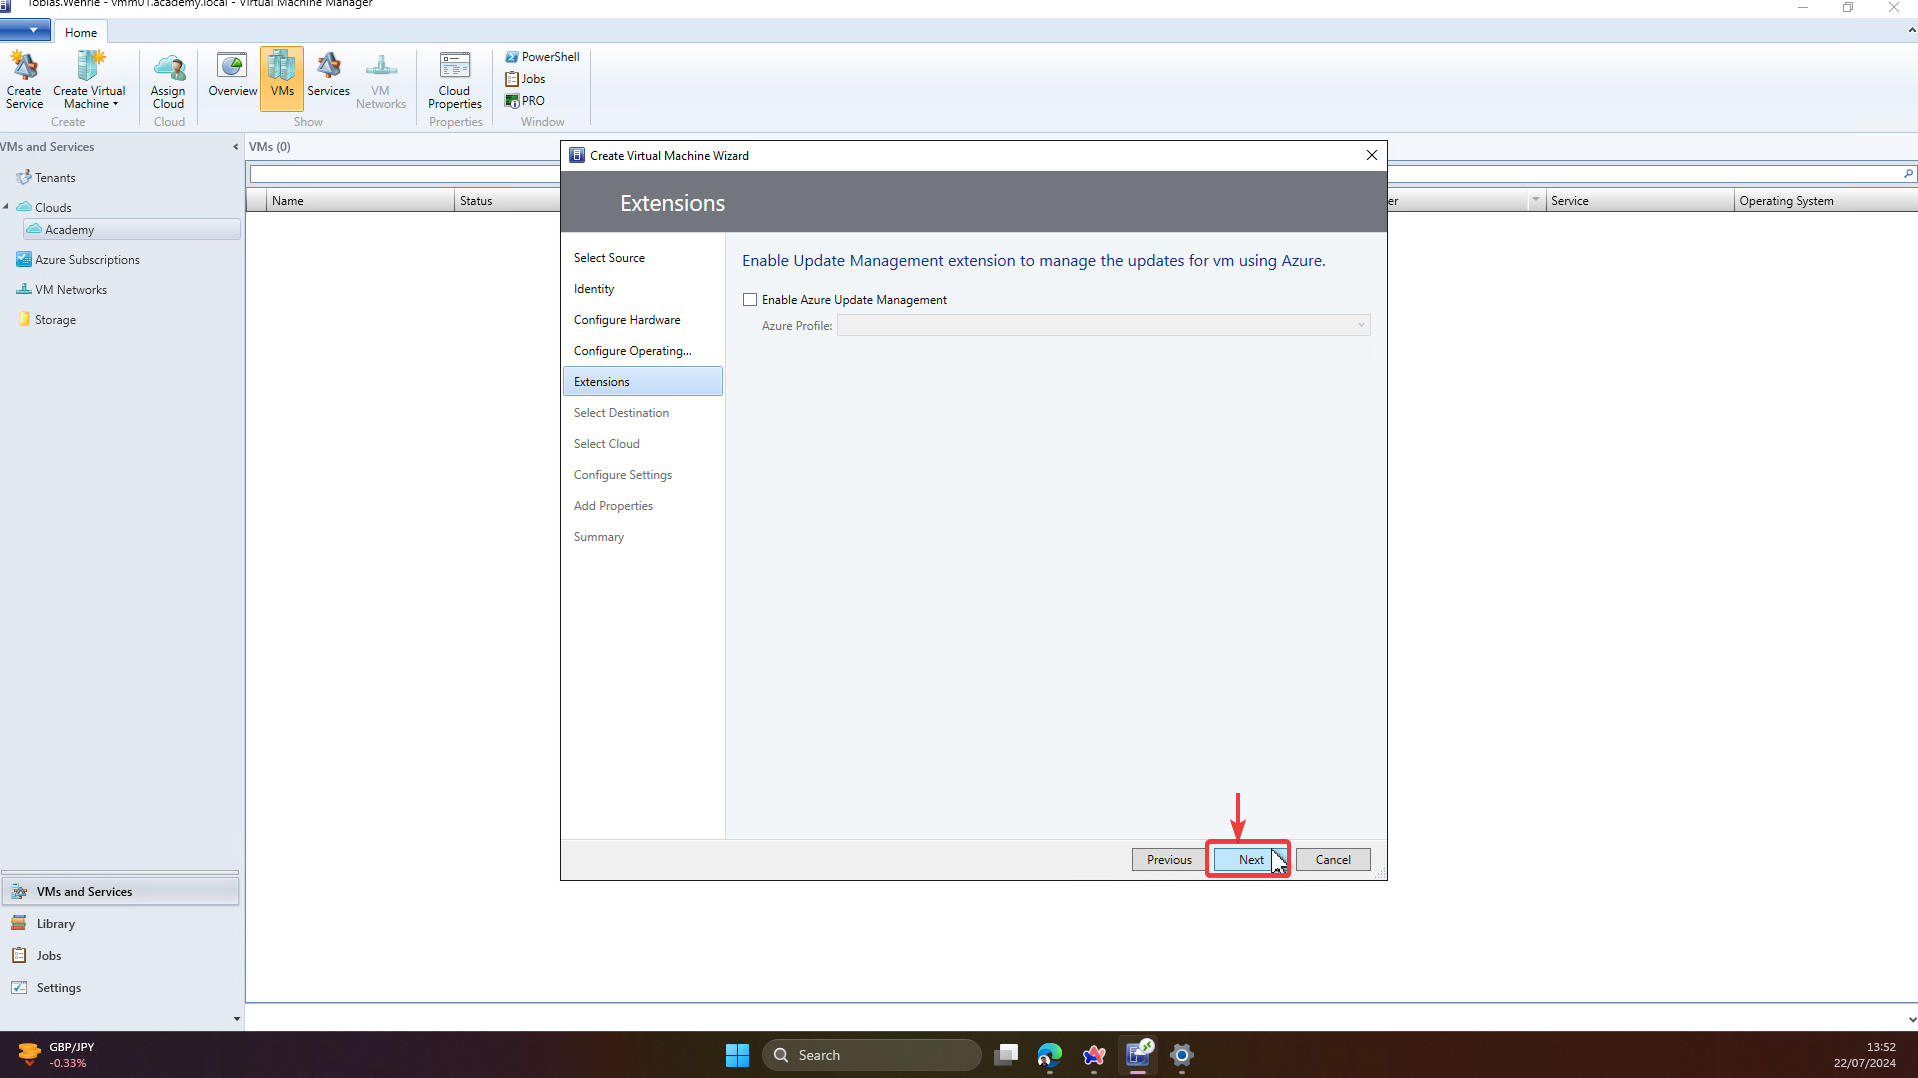 Tobias.Wehrle - vmm01.academy.local - Virtual Machine Manager
Home
Create Service
Create Virtual Machine
Assign Cloud
Overview
VMs
Services
VM Networks
Cloud Properties
PowerShell
Jobs
PRO
Create
Cloud
Show
Properties
Window
VMs and Services
VMs (0)
Tenants
Clouds
Academy
Azure Subscriptions
VM Networks
Storage
Name
Status
er
Service
Operating System
Create Virtual Machine Wizard
Extensions
Select Source
Identity
Configure Hardware
Configure Operating...
Extensions
Select Destination
Select Cloud
Configure Settings
Add Properties
Summary
Enable Update Management extension to manage the updates for vm using Azure.
Enable Azure Update Management
Azure Profile:
Previous
Next
Cancel
VMs and Services
Library
Jobs
Settings
GBP/JPY
-0.33%
Search
13:52
22/07/2024